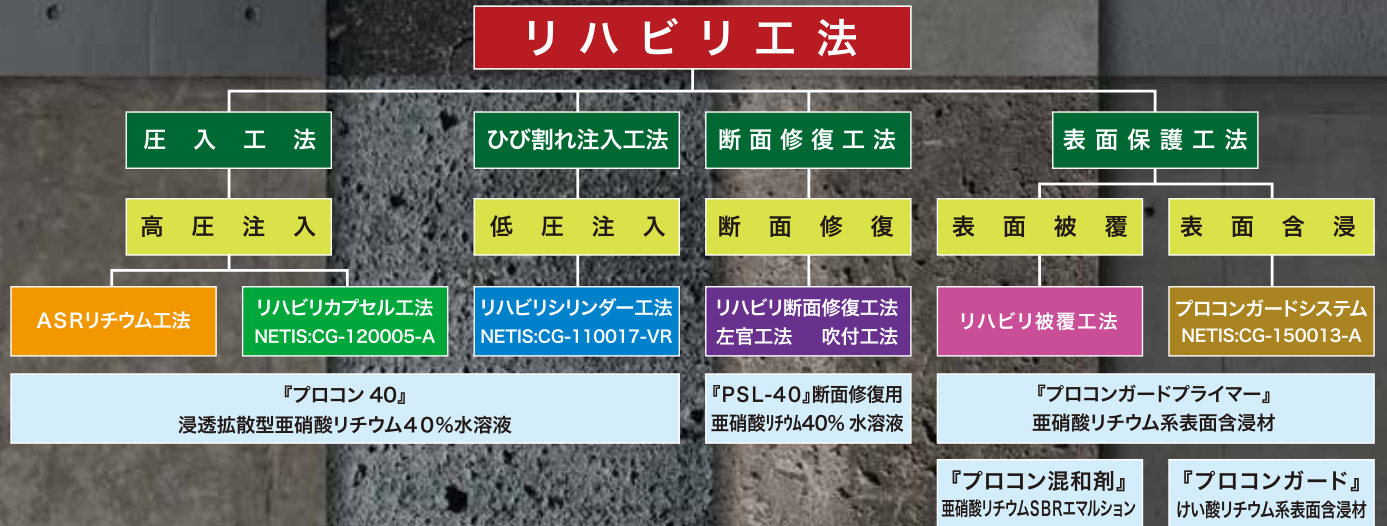 リハビリ工法
圧入工法
ひび割れ注入工法
断面修復工法
表面保護工法
高圧注入
低圧注入
断面修復
表面被覆
表面含浸
ASRリチウム工法
リハビリカプセル工法
NETIS:CG-120005-A
リハビリシリンダー工法
NETIS:CG-110017-VR
リハビリ断面修復工法
左官工法 吹付工法
リハビリ被覆工法
プロコンガードシステム
NETIS:CG-150013-A
『プロコン40』
浸透拡散型亜硝酸リチウム40%水溶液
『PSL-40』断面修復用
亜硝酸リチウム40% 水溶液
『プロコンガードプライマー』
亜硝酸リチウム系表面含浸材
『プロコン混和剤』
亜硝酸リチウムSBRエマルション
『プロコンガード』
けい酸リチウム系表面含浸材